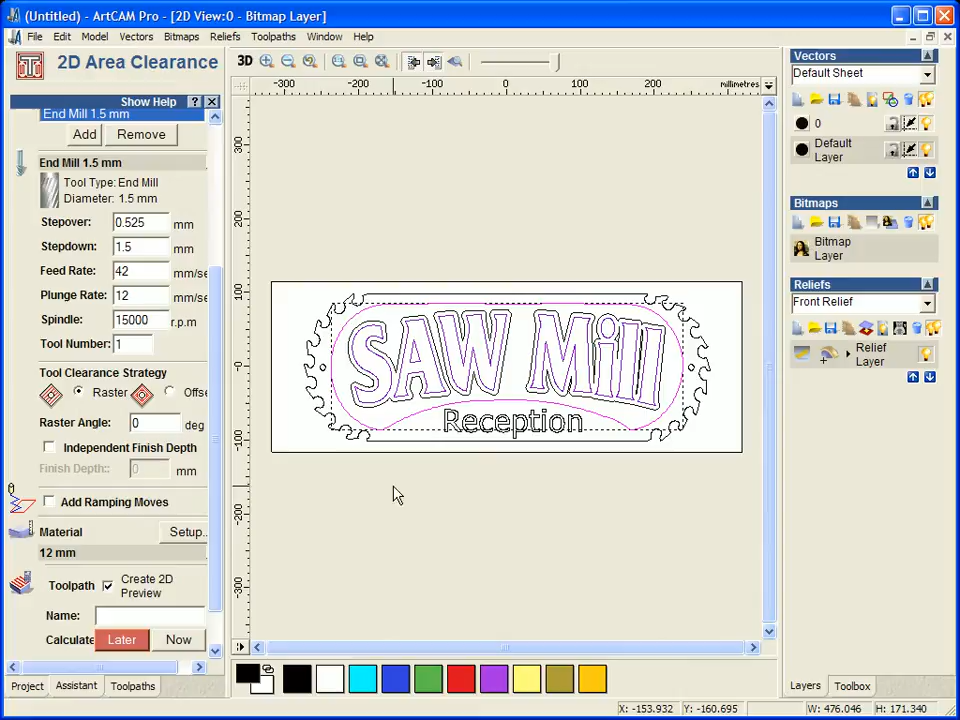 (Untitled) - ArtCAM Pro - [2D View:0 - Bitmap Layer]
File Edit Model Vectors Bitmaps Reliefs Toolpaths Window Help
2D Area Clearance
Show Help ?
End Mill 1.5 mm
Add Remove
End Mill 1.5 mm
Tool Type: End Mill
Diameter: 1.5 mm
Stepover: 0.525 mm
Stepdown: 1.5 mm
Feed Rate: 42 mm/se
Plunge Rate: 12 mm/se
Spindle: 15000 r.p.m
Tool Number: 1
Tool Clearance Strategy
Raster Offse
Raster Angle: 0 deg
Independent Finish Depth
Finish Depth: 0 mm
Add Ramping Moves
Material Setup..
12 mm
Toolpath Create 2D Preview
Name:
Calculate Later Now
Project Assistant Toolpaths
3D
-300 -200 -100 0 100 200 millimetres
300
200
100
0
-100
-200
-300
SAW Mill
Reception
Vectors
Default Sheet
0
Default Layer
Bitmaps
Bitmap Layer
Reliefs
Front Relief
Relief Layer
Layers Toolbox
X: -153.932 Y: -160.695 W: 476.046 H: 171.340